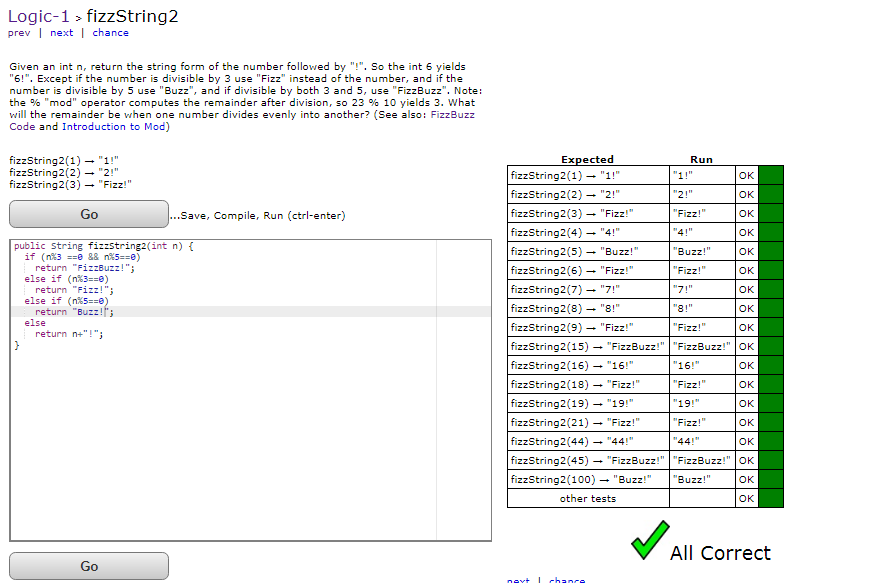 Logic-1 > fizzString2
prev | next | chance
Given an int n, return the string form of the number followed by "!". So the int 6 yields
"6!". Except if the number is divisible by 3 use "Fizz" instead of the number, and if the
number is divisible by 5 use "Buzz", and if divisible by both 3 and 5, use "FizzBuzz". Note:
the % "mod" operator computes the remainder after division, so 23 % 10 yields 3. What
will the remainder be when one number divides evenly into another? (See also: FizzBuzz
Code and Introduction to Mod)
fizzString2(1) → "1!"
fizzString2(2) → "2!"
fizzString2(3) → "Fizz!"
Go
...Save, Compile, Run (ctrl-enter)
public String fizzString2(int n) {
if (n%3 ==0 && n%5==0)
return "FizzBuzz!";
else if (n%3==0)
return "Fizz!";
else if (n%5==0)
return "Buzz!";
else
return n+"!";
}
Go
Expected Run
fizzString2(1) → "1!" "1!" OK
fizzString2(2) → "2!" "2!" OK
fizzString2(3) → "Fizz!" "Fizz!" OK
fizzString2(4) → "4!" "4!" OK
fizzString2(5) → "Buzz!" "Buzz!" OK
fizzString2(6) → "Fizz!" "Fizz!" OK
fizzString2(7) → "7!" "7!" OK
fizzString2(8) → "8!" "8!" OK
fizzString2(9) → "Fizz!" "Fizz!" OK
fizzString2(15) → "FizzBuzz!" "FizzBuzz!" OK
fizzString2(16) → "16!" "16!" OK
fizzString2(18) → "Fizz!" "Fizz!" OK
fizzString2(19) → "19!" "19!" OK
fizzString2(21) → "Fizz!" "Fizz!" OK
fizzString2(44) → "44!" "44!" OK
fizzString2(45) → "FizzBuzz!" "FizzBuzz!" OK
fizzString2(100) → "Buzz!" "Buzz!" OK
other tests OK
All Correct
next | chance